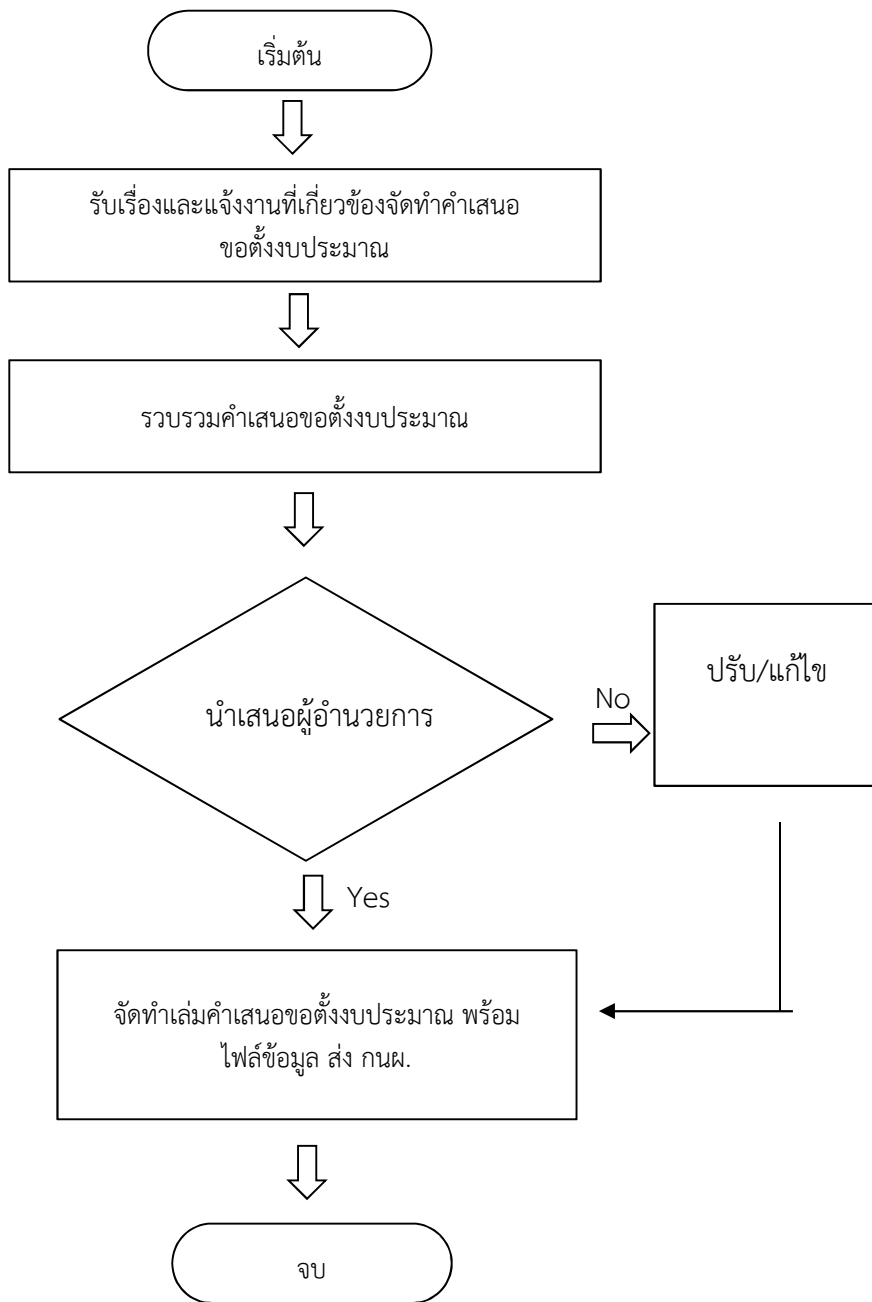 เริ่มต้น
รับเรื่องและแจ้งงานที่เกี่ยวข้องจัดทำคำเสนอ
ขอตั้งงบประมาณ
รวบรวมคำเสนอขอตั้งงบประมาณ
นำเสนอผู้อำนวยการ
No
ปรับ/แก้ไข
Yes
จัดทำเล่มคำเสนอขอตั้งงบประมาณ พร้อม
ไฟล์ข้อมูล ส่ง กนผ.
จบ